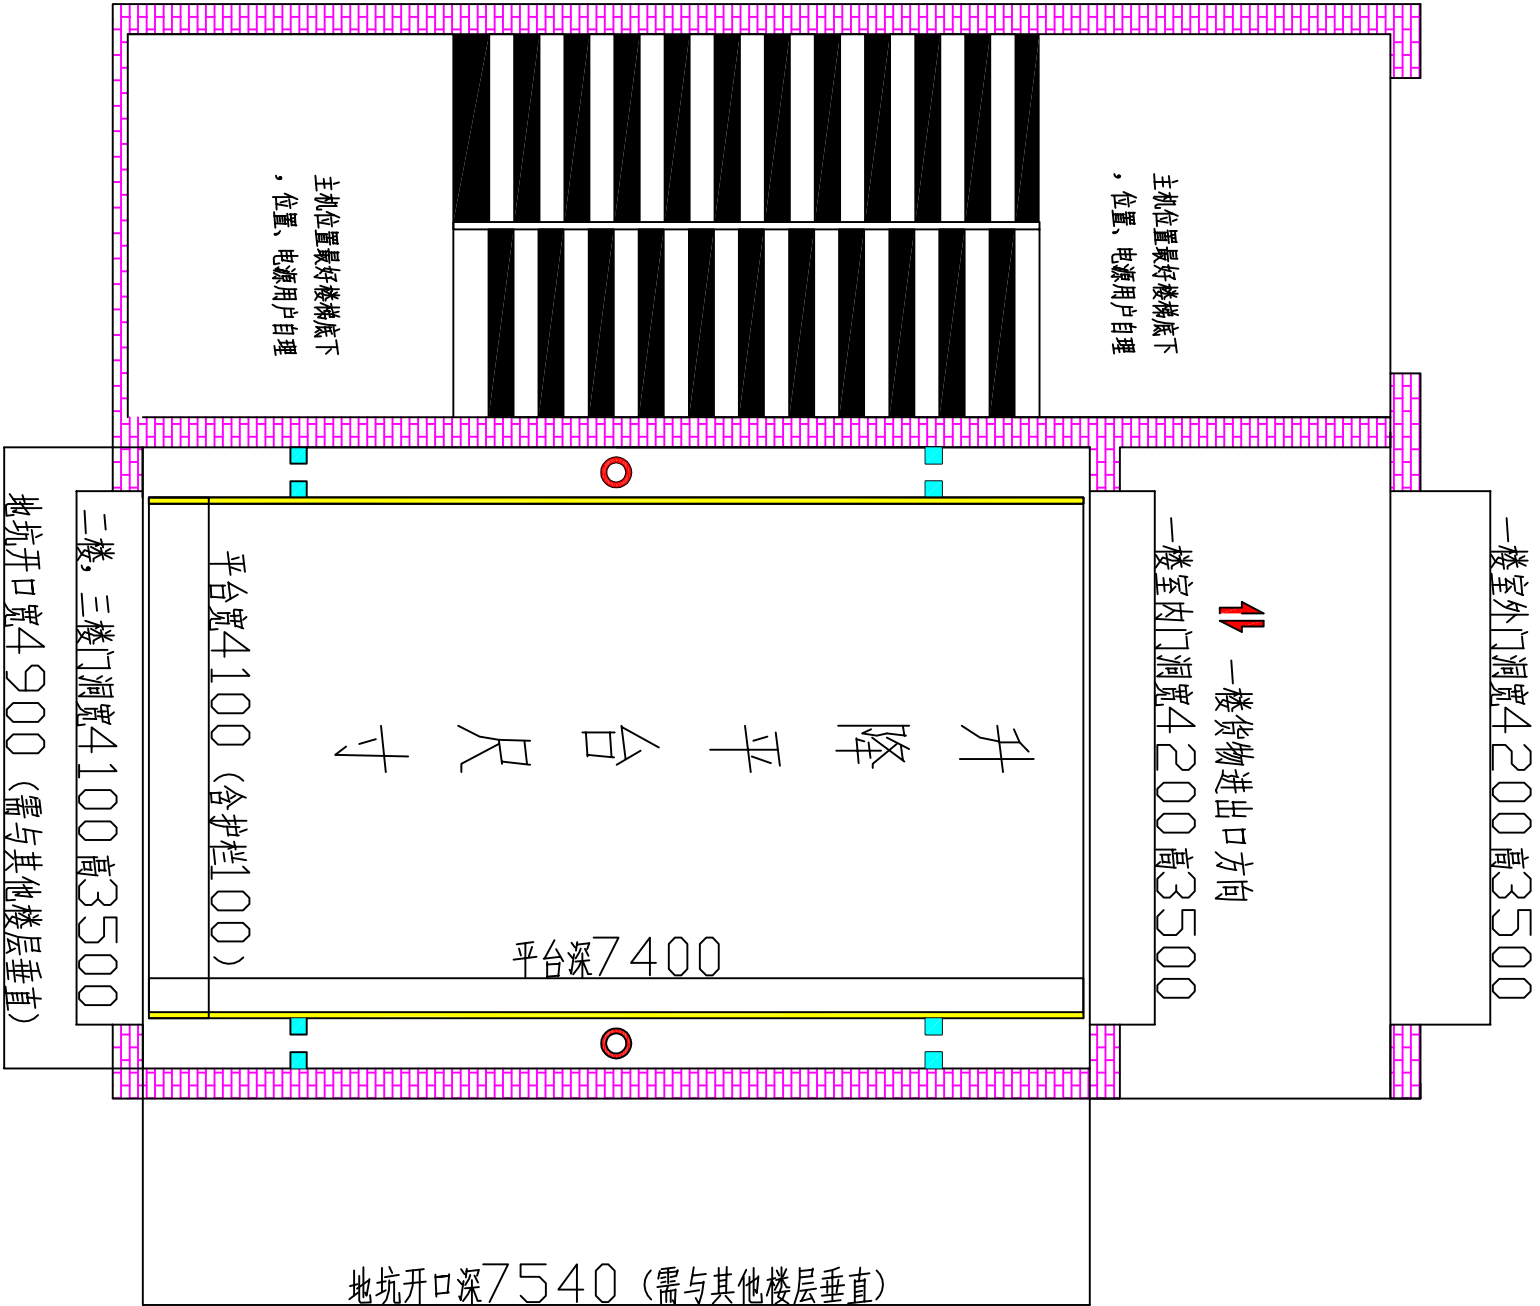 主机位置最好楼梯底下
，位置、电源用户自理
主机位置最好楼梯底下
，位置、电源用户自理
地坑开口宽4900（需与其他楼层垂直）
二楼，三楼门洞宽4100高3500
平台宽4100（含护栏100）
升降平台尺寸
平台深7400
一楼室内门洞宽4200高3500
一楼货物进出口方向
一楼室外门洞宽4200高3500
地坑开口深7540（需与其他楼层垂直）